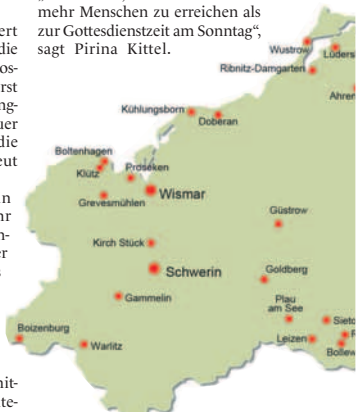 mehr Menschen zu erreichen als
zur Gottesdienstzeit am Sonntag“,
sagt Pirina Kittel.
Wustrow
Ribnitz-Damgarten
Kühlungsborn
Doberan
Boltenhagen
Klütz
Proseken
Grevesmühlen
Wismar
Güstrow
Kirch Stück
Schwerin
Goldberg
Gammelin
Plau
am See
Boizenburg
Warlitz
Leizen